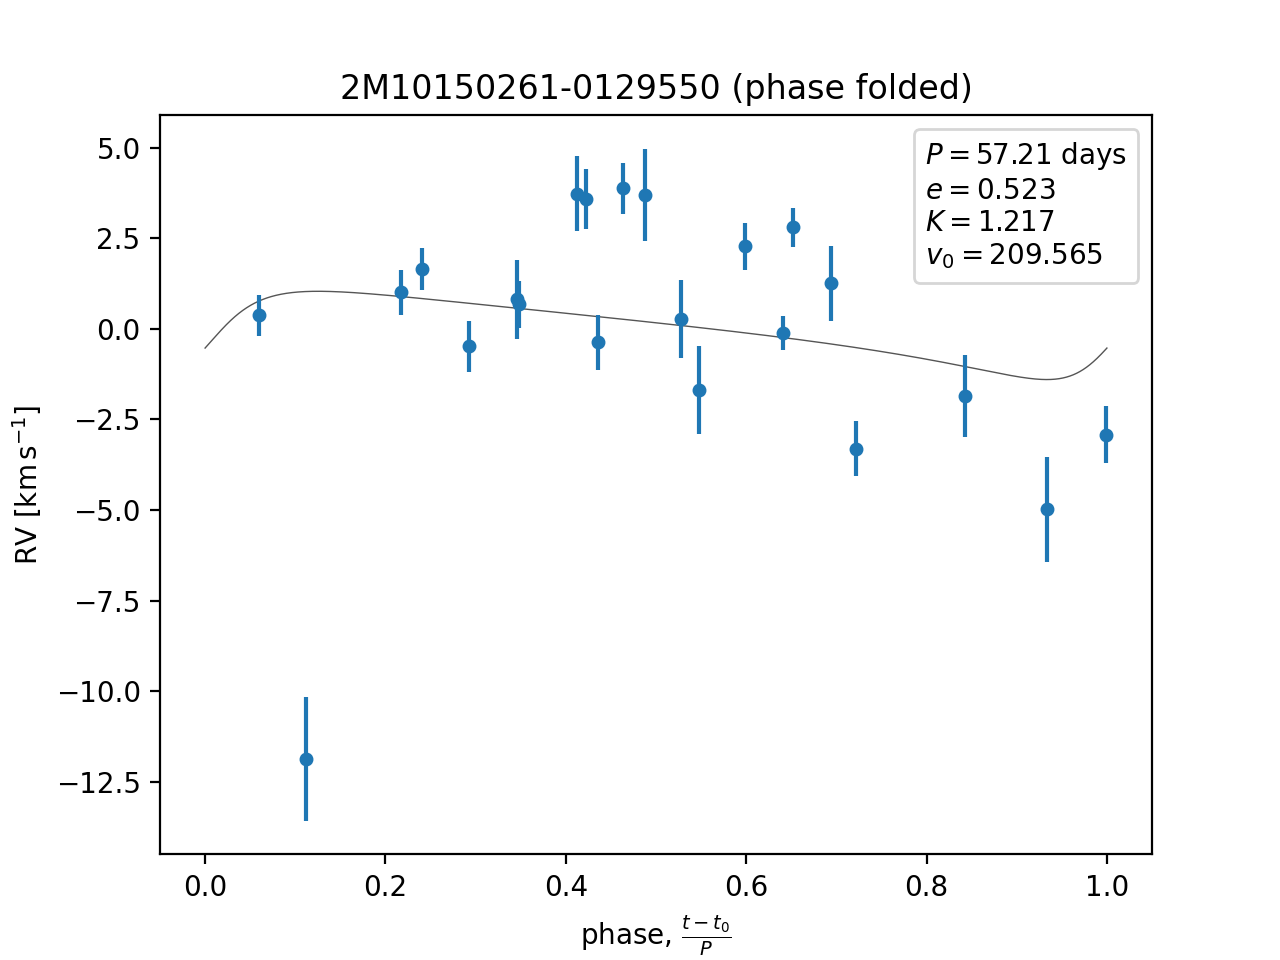 2M10150261-0129550 (phase folded)
P = 57.21 days
e = 0.523
K = 1.217
v₀ = 209.565
5.0
2.5
0.0
−2.5
−5.0
−7.5
−10.0
−12.5
RV [km s⁻¹]
0.0 0.2 0.4 0.6 0.8 1.0
phase, (t − t₀)/P